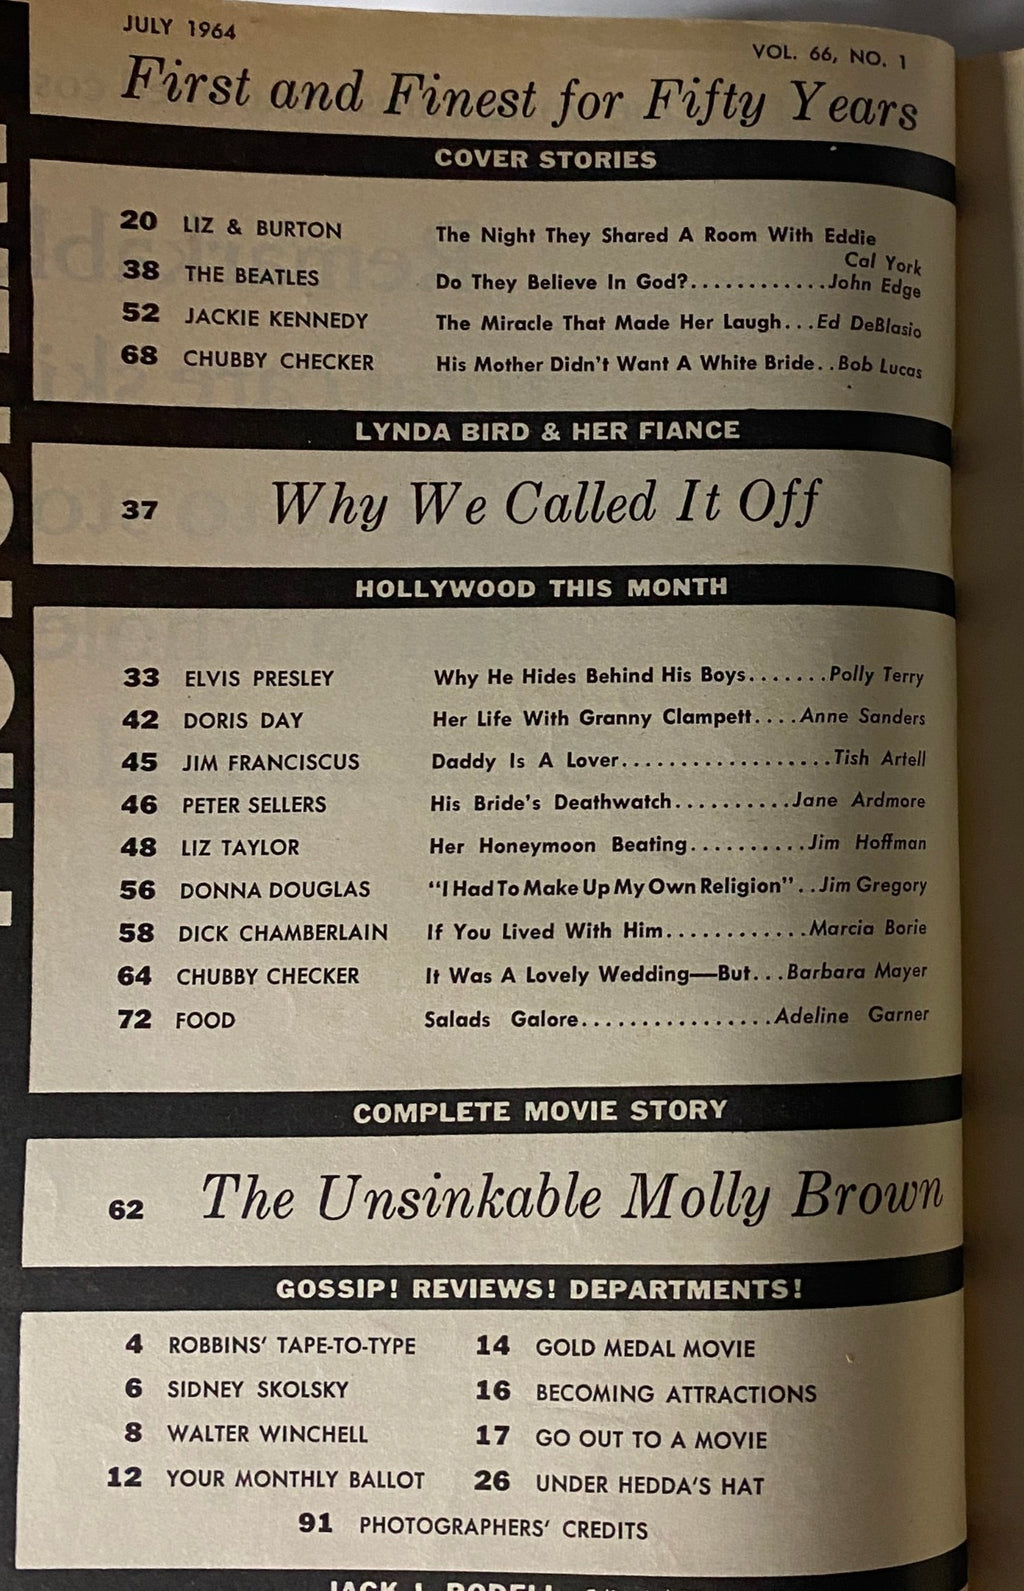 JULY 1964
VOL. 66, NO. 1
First and Finest for Fifty Years
COVER STORIES
20 LIZ & BURTON The Night They Shared A Room With Eddie
Cal York
38 THE BEATLES Do They Believe In God?............John Edge
52 JACKIE KENNEDY The Miracle That Made Her Laugh...Ed DeBlasio
68 CHUBBY CHECKER His Mother Didn't Want A White Bride..Bob Lucas
LYNDA BIRD & HER FIANCE
37 Why We Called It Off
HOLLYWOOD THIS MONTH
33 ELVIS PRESLEY Why He Hides Behind His Boys.......Polly Terry
42 DORIS DAY Her Life With Granny Clampett....Anne Sanders
45 JIM FRANCISCUS Daddy Is A Lover..................Tish Artell
46 PETER SELLERS His Bride's Deathwatch..........Jane Ardmore
48 LIZ TAYLOR Her Honeymoon Beating..........Jim Hoffman
56 DONNA DOUGLAS "I Had To Make Up My Own Religion"..Jim Gregory
58 DICK CHAMBERLAIN If You Lived With Him............Marcia Borie
64 CHUBBY CHECKER It Was A Lovely Wedding—But...Barbara Mayer
72 FOOD Salads Galore................Adeline Garner
COMPLETE MOVIE STORY
62 The Unsinkable Molly Brown
GOSSIP! REVIEWS! DEPARTMENTS!
4 ROBBINS' TAPE-TO-TYPE 14 GOLD MEDAL MOVIE
6 SIDNEY SKOLSKY 16 BECOMING ATTRACTIONS
8 WALTER WINCHELL 17 GO OUT TO A MOVIE
12 YOUR MONTHLY BALLOT 26 UNDER HEDDA'S HAT
91 PHOTOGRAPHERS' CREDITS